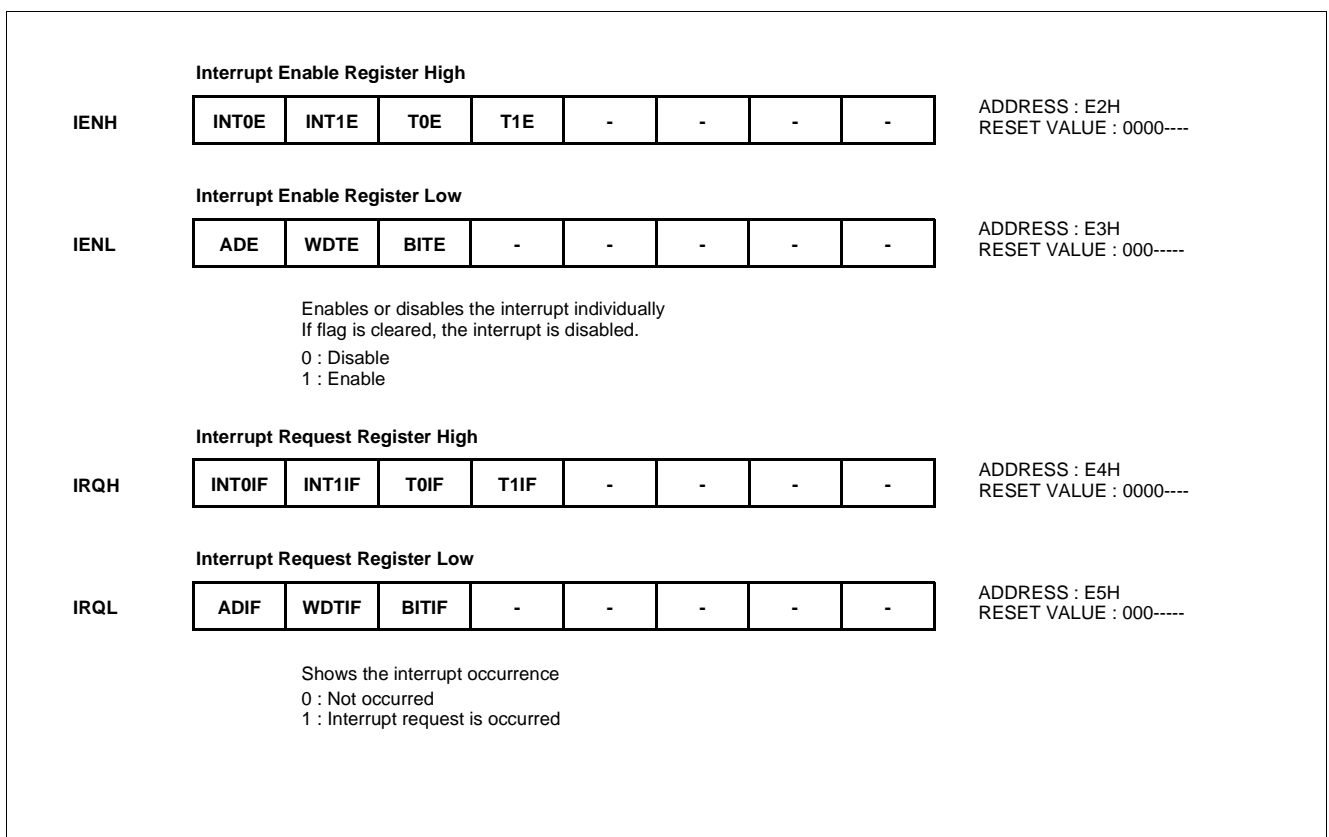 Interrupt Enable Register High
IENH INT0E INT1E T0E T1E - - - - ADDRESS : E2H
RESET VALUE : 0000----
Interrupt Enable Register Low
IENL ADE WDTE BITE - - - - - ADDRESS : E3H
RESET VALUE : 000-----
Enables or disables the interrupt individually
If flag is cleared, the interrupt is disabled.
0 : Disable
1 : Enable
Interrupt Request Register High
IRQH INT0IF INT1IF T0IF T1IF - - - - ADDRESS : E4H
RESET VALUE : 0000----
Interrupt Request Register Low
IRQL ADIF WDTIF BITIF - - - - - ADDRESS : E5H
RESET VALUE : 000-----
Shows the interrupt occurrence
0 : Not occurred
1 : Interrupt request is occurred